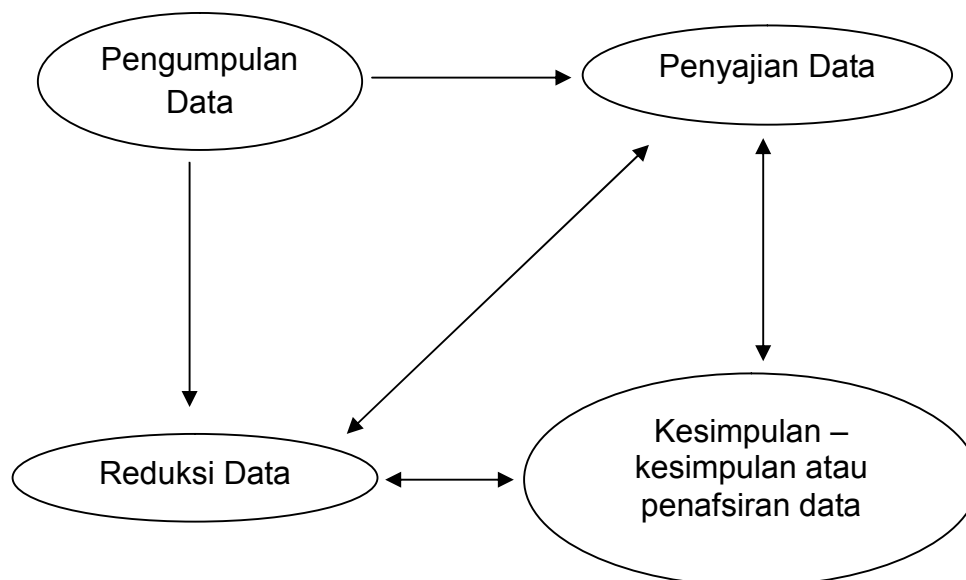 Pengumpulan
Data
Penyajian Data
Reduksi Data
Kesimpulan –
kesimpulan atau
penafsiran data